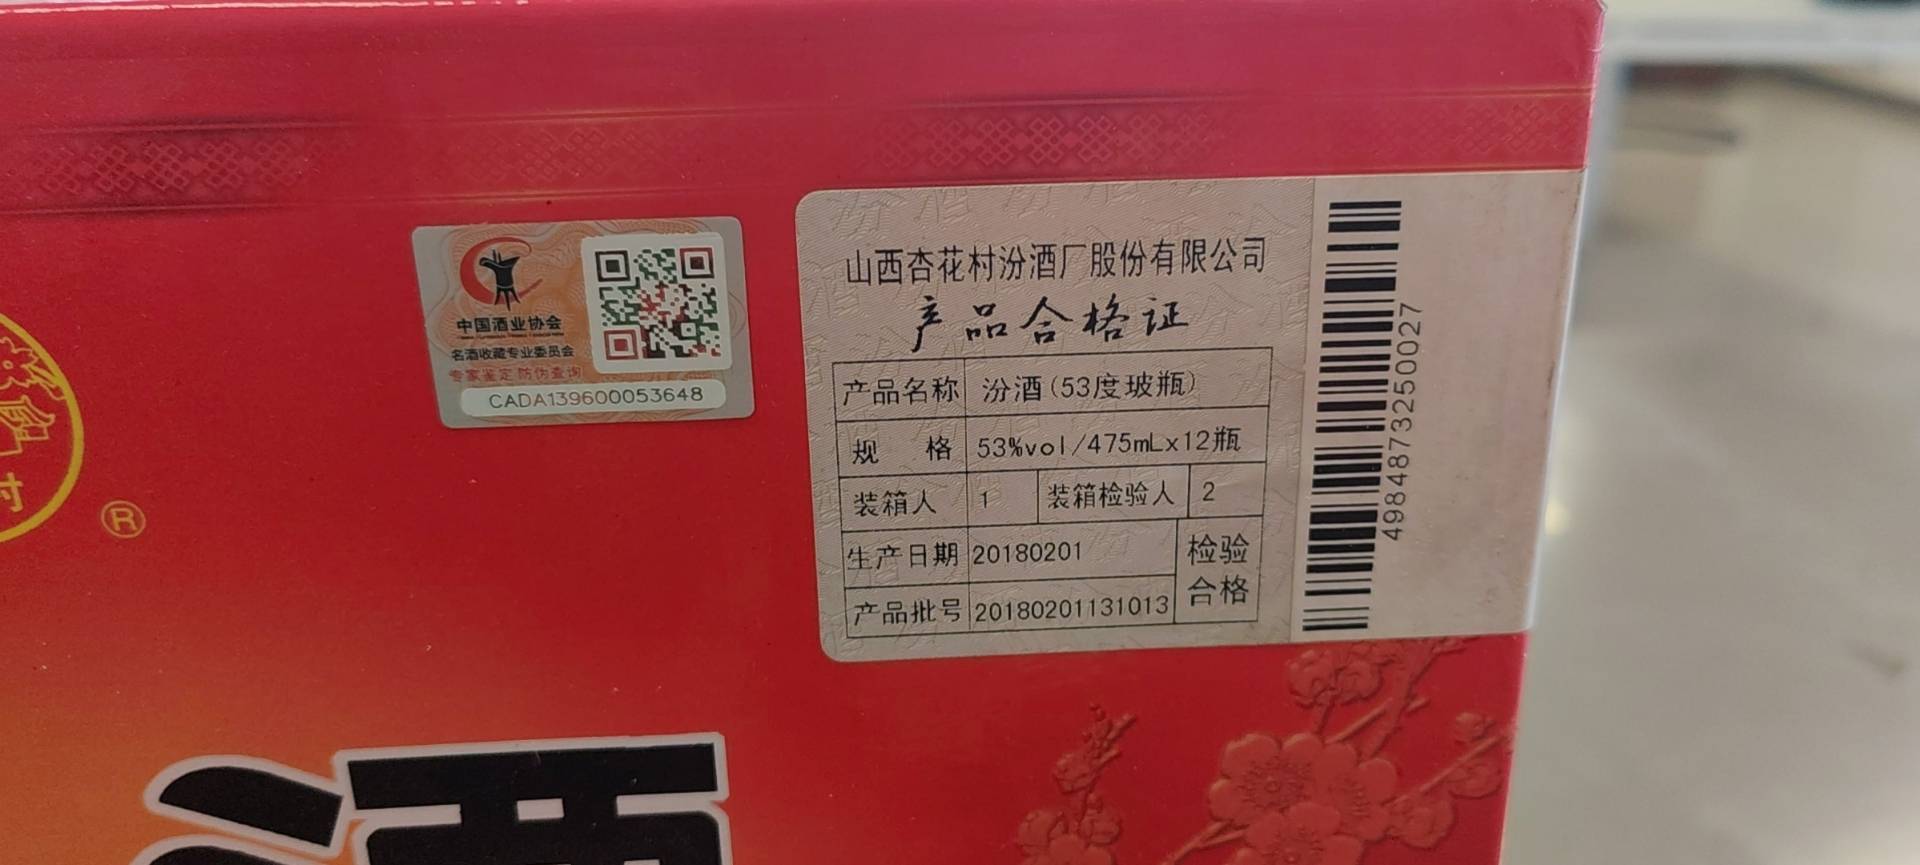 中国酒业协会
名酒收藏专业委员会
专家鉴定 防伪查询
CADA139600053648
山西杏花村汾酒厂股份有限公司
产品合格证
产品名称 汾酒(53度玻瓶)
规 格 53%vol/475mLx12瓶
装箱人 1 装箱检验人 2
生产日期 20180201
检验合格
产品批号 20180201131013
4984873250027
村
®
酒